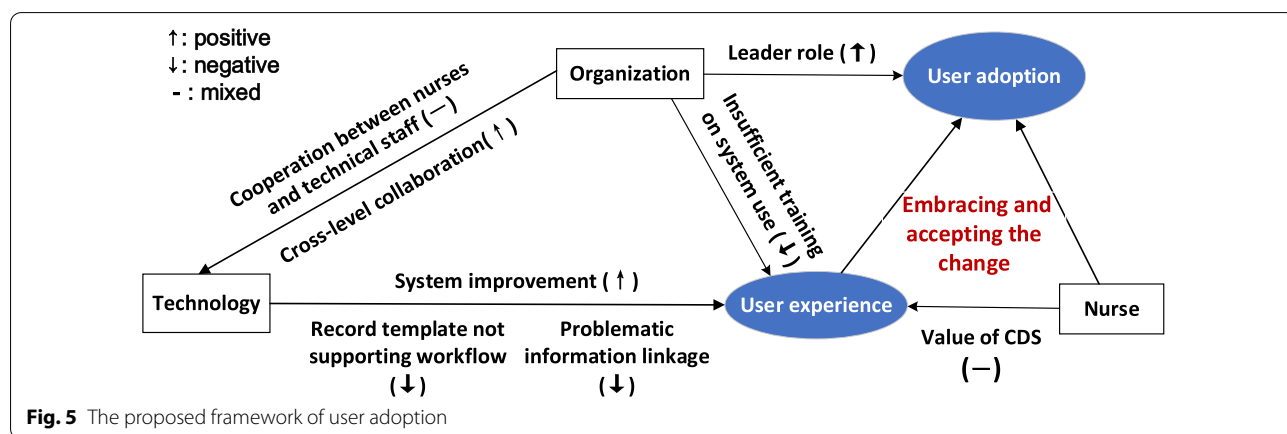 ↑: positive
↓: negative
- : mixed
Organization
Leader role (↑)
User adoption
Cooperation between nurses
and technical staff (—)
Cross-level collaboration(↑)
Insufficient training
on system use (↓)
Embracing and
accepting the
change
Technology
System improvement (↑)
User experience
Nurse
Record template not
supporting workflow
(↓)
Problematic
information linkage
(↓)
Value of CDS
(—)
Fig. 5 The proposed framework of user adoption